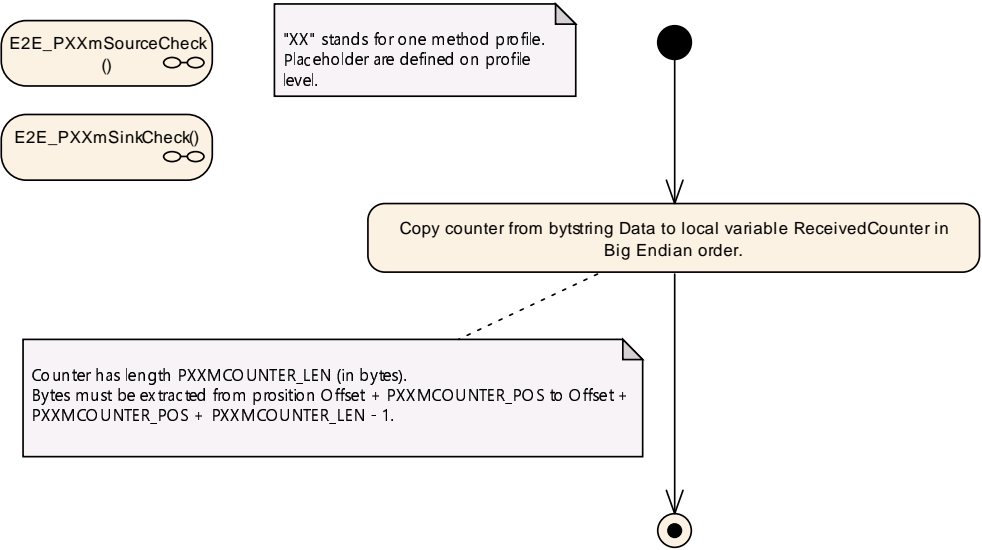 E2E_PXXmSourceCheck
()
"XX" stands for one method profile.
Placeholder are defined on profile
level.
E2E_PXXmSinkCheck()
Copy counter from bytstring Data to local variable ReceivedCounter in
Big Endian order.
Counter has length PXXMCOUNTER_LEN (in bytes).
Bytes must be extracted from prosition Offset + PXXMCOUNTER_POS to Offset +
PXXMCOUNTER_POS + PXXMCOUNTER_LEN - 1.